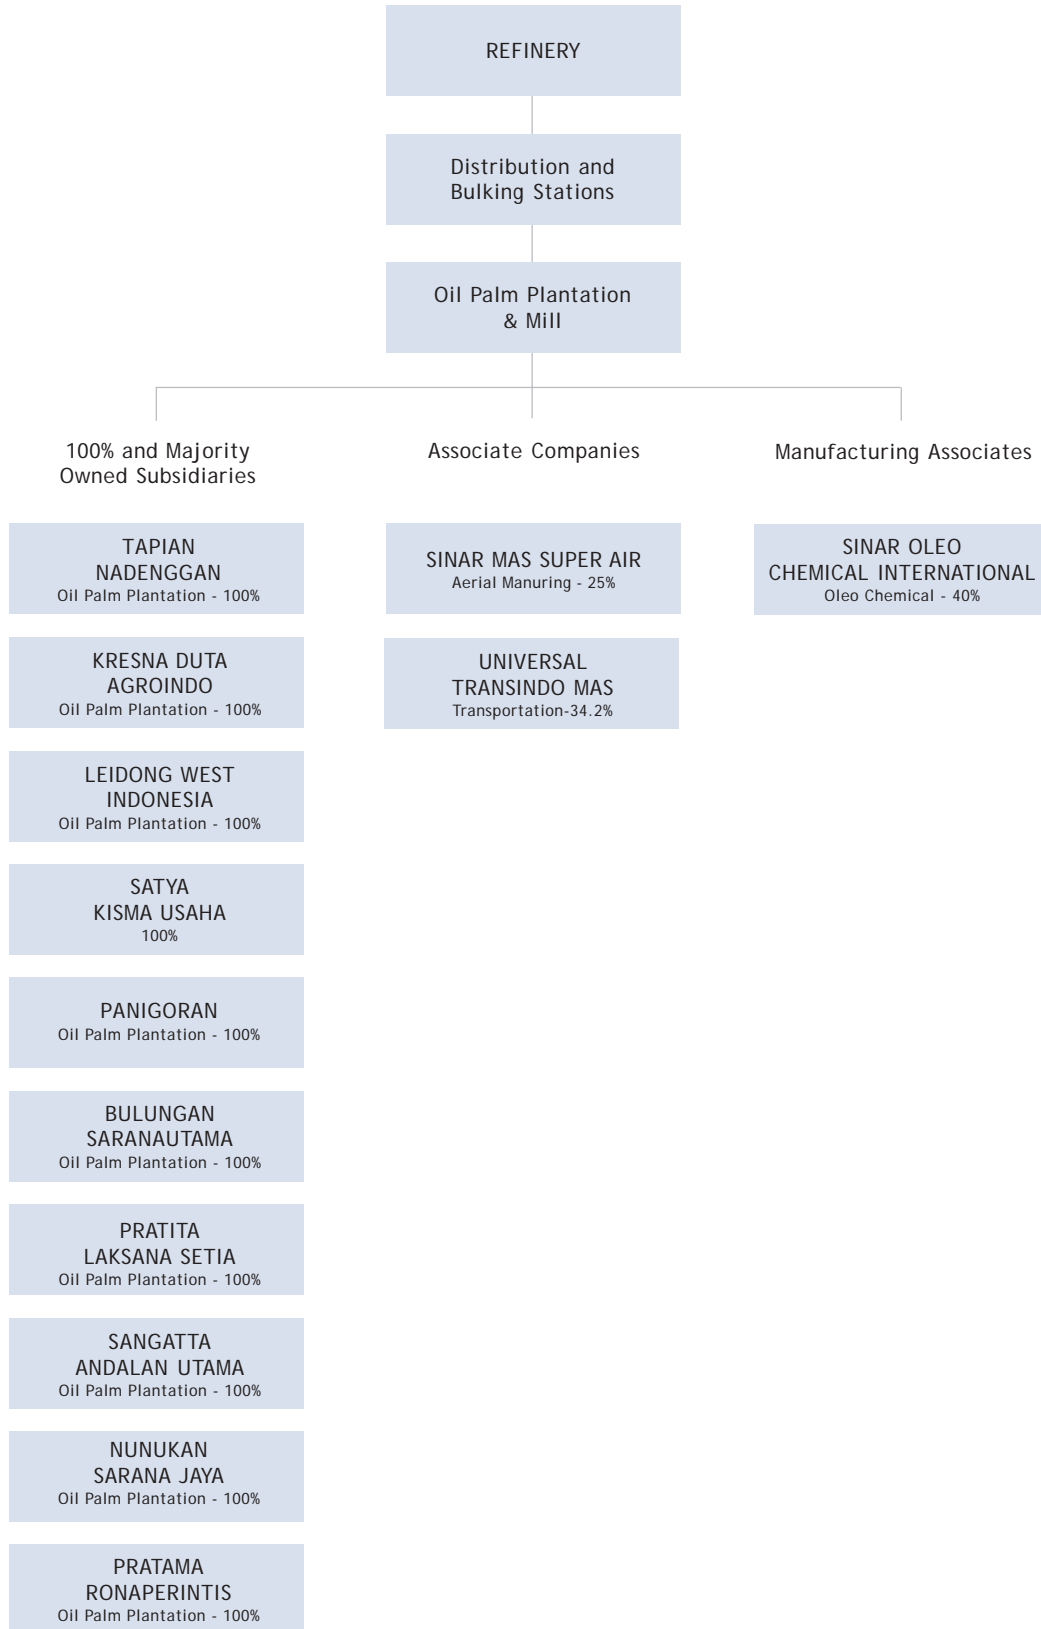 REFINERY
Distribution and
Bulking Stations
Oil Palm Plantation
& Mill
100% and Majority
Owned Subsidiaries
TAPIAN
NADENGGAN
Oil Palm Plantation - 100%
KRESNA DUTA
AGROINDO
Oil Palm Plantation - 100%
LEIDONG WEST
INDONESIA
Oil Palm Plantation - 100%
SATYA
KISMA USAHA
100%
PANIGORAN
Oil Palm Plantation - 100%
BULUNGAN
SARANAUTAMA
Oil Palm Plantation - 100%
PRATITA
LAKSANA SETIA
Oil Palm Plantation - 100%
SANGATTA
ANDALAN UTAMA
Oil Palm Plantation - 100%
NUNUKAN
SARANA JAYA
Oil Palm Plantation - 100%
PRATAMA
RONAPERINTIS
Oil Palm Plantation - 100%
Associate Companies
SINAR MAS SUPER AIR
Aerial Manuring - 25%
UNIVERSAL
TRANSINDO MAS
Transportation-34.2%
Manufacturing Associates
SINAR OLEO
CHEMICAL INTERNATIONAL
Oleo Chemical - 40%